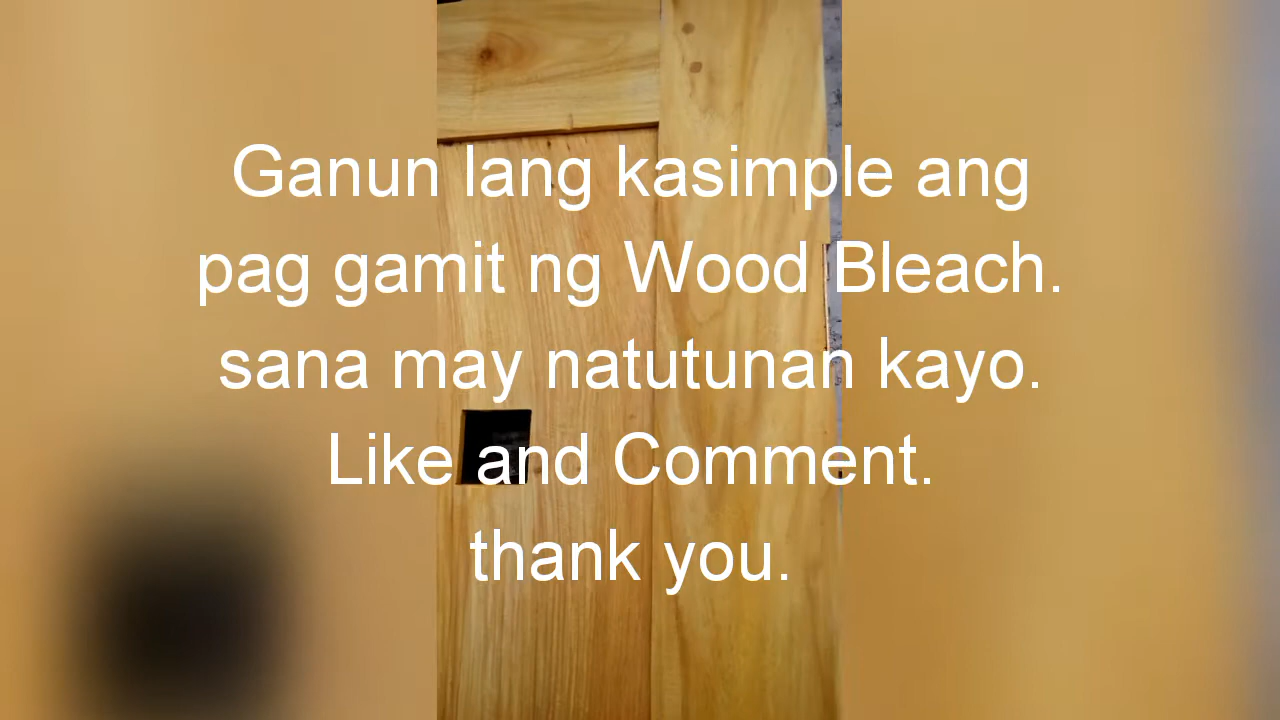 Ganun lang kasimple ang
pag gamit ng Wood Bleach.
sana may natutunan kayo.
Like and Comment.
thank you.